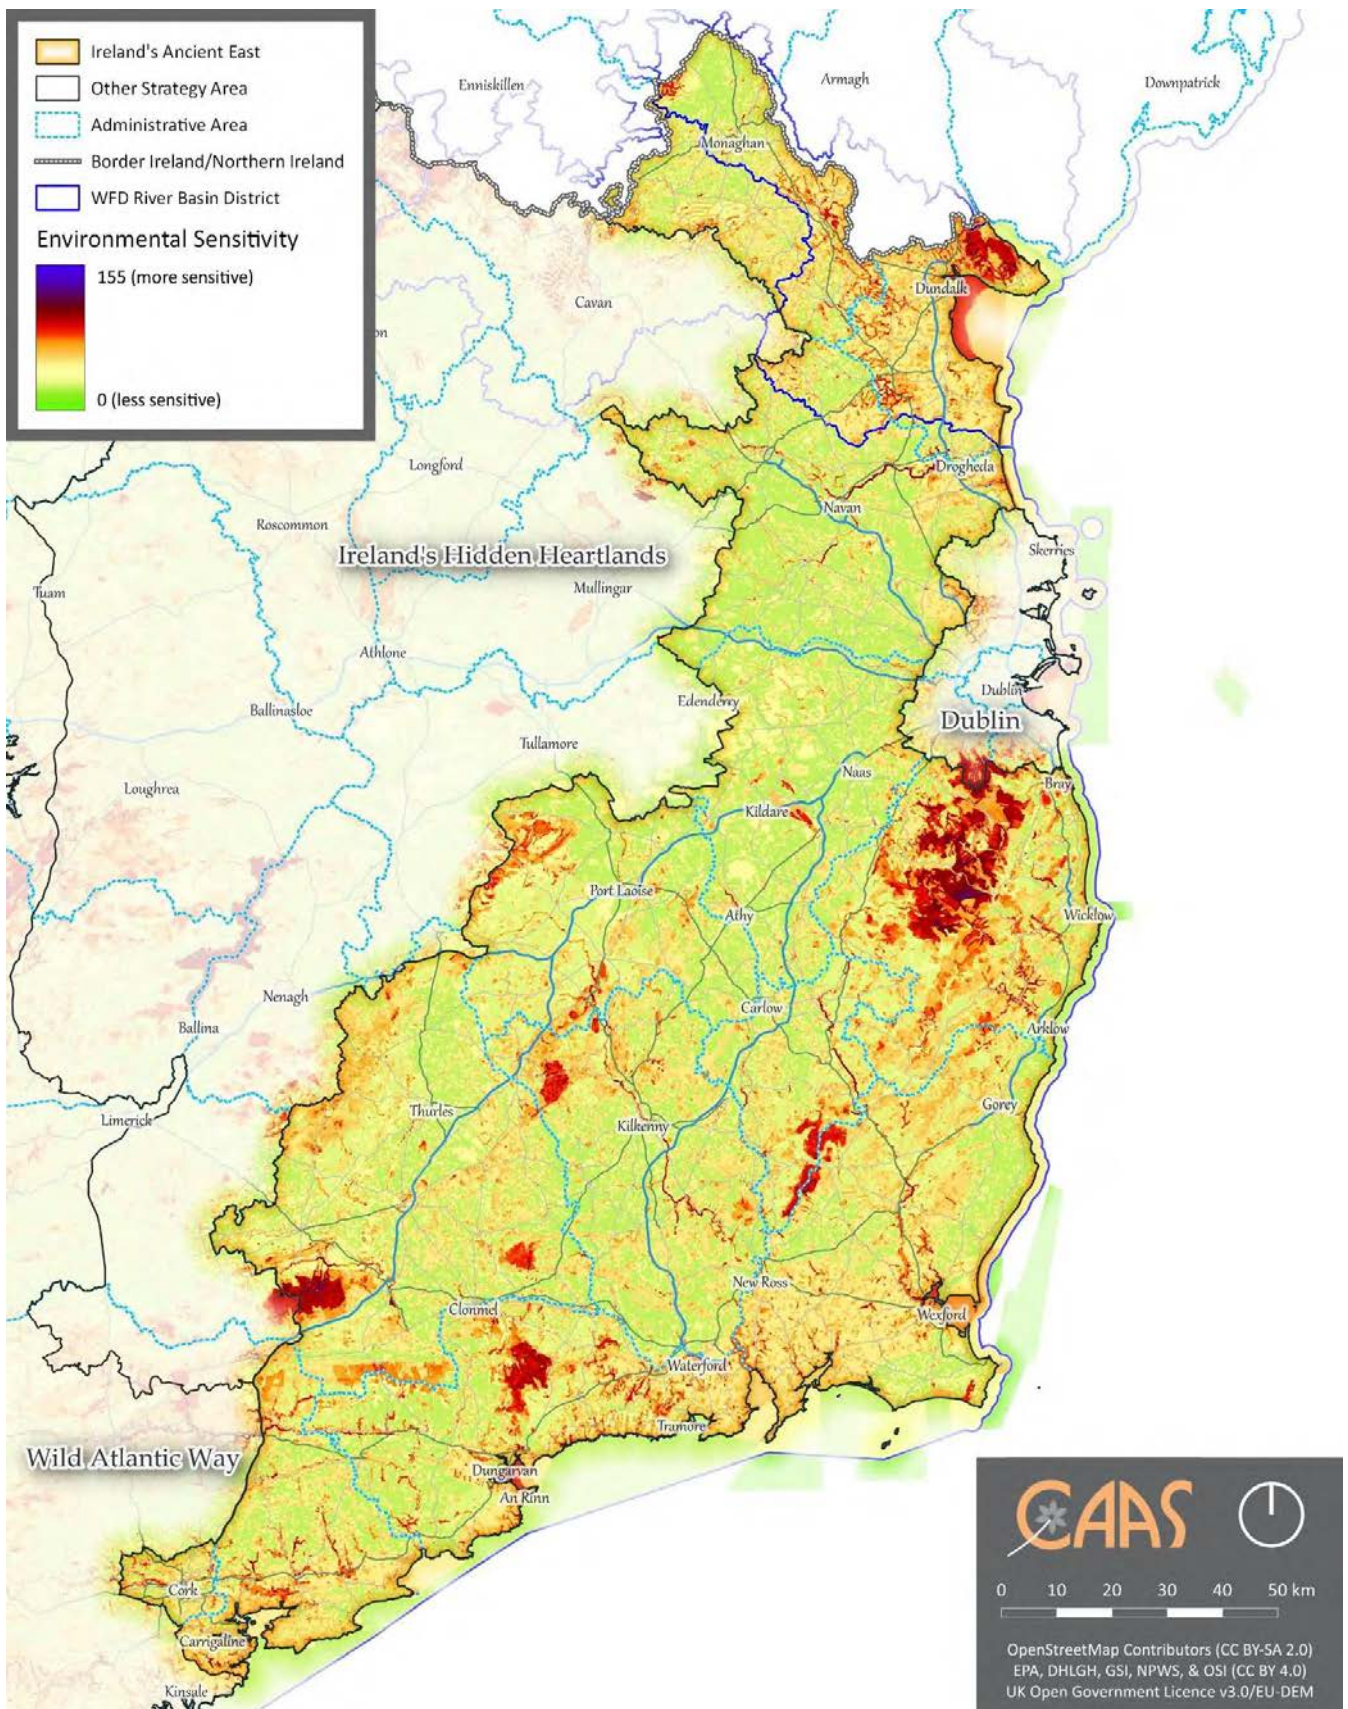 Ireland's Ancient East
Other Strategy Area
Administrative Area
Border Ireland/Northern Ireland
WFD River Basin District
Environmental Sensitivity
155 (more sensitive)
0 (less sensitive)
Enniskillen
Armagh
Downpatrick
Monaghan
Dundalk
Cavan
on
Longford
Drogheda
Navan
Roscommon
Ireland's Hidden Heartlands
Skerries
Mullingar
Tuam
Athlone
Edenderry
Dublin
Ballinasloe
Dublin
Tullamore
Naas
Bray
Loughrea
Kildare
Port Laoise
Athy
Wicklow
Nenagh
Carlow
Ballina
Arklow
Thurles
Gorey
Limerick
Kilkenny
New Ross
Clonmel
Wexford
Waterford
Tramore
Wild Atlantic Way
Dungarvan
An Rinn
Cork
Carrigaline
Kinsale
CAAS
0 10 20 30 40 50 km
OpenStreetMap Contributors (CC BY-SA 2.0)
EPA, DHLGH, GSI, NPWS, & OSI (CC BY 4.0)
UK Open Government Licence v3.0/EU-DEM